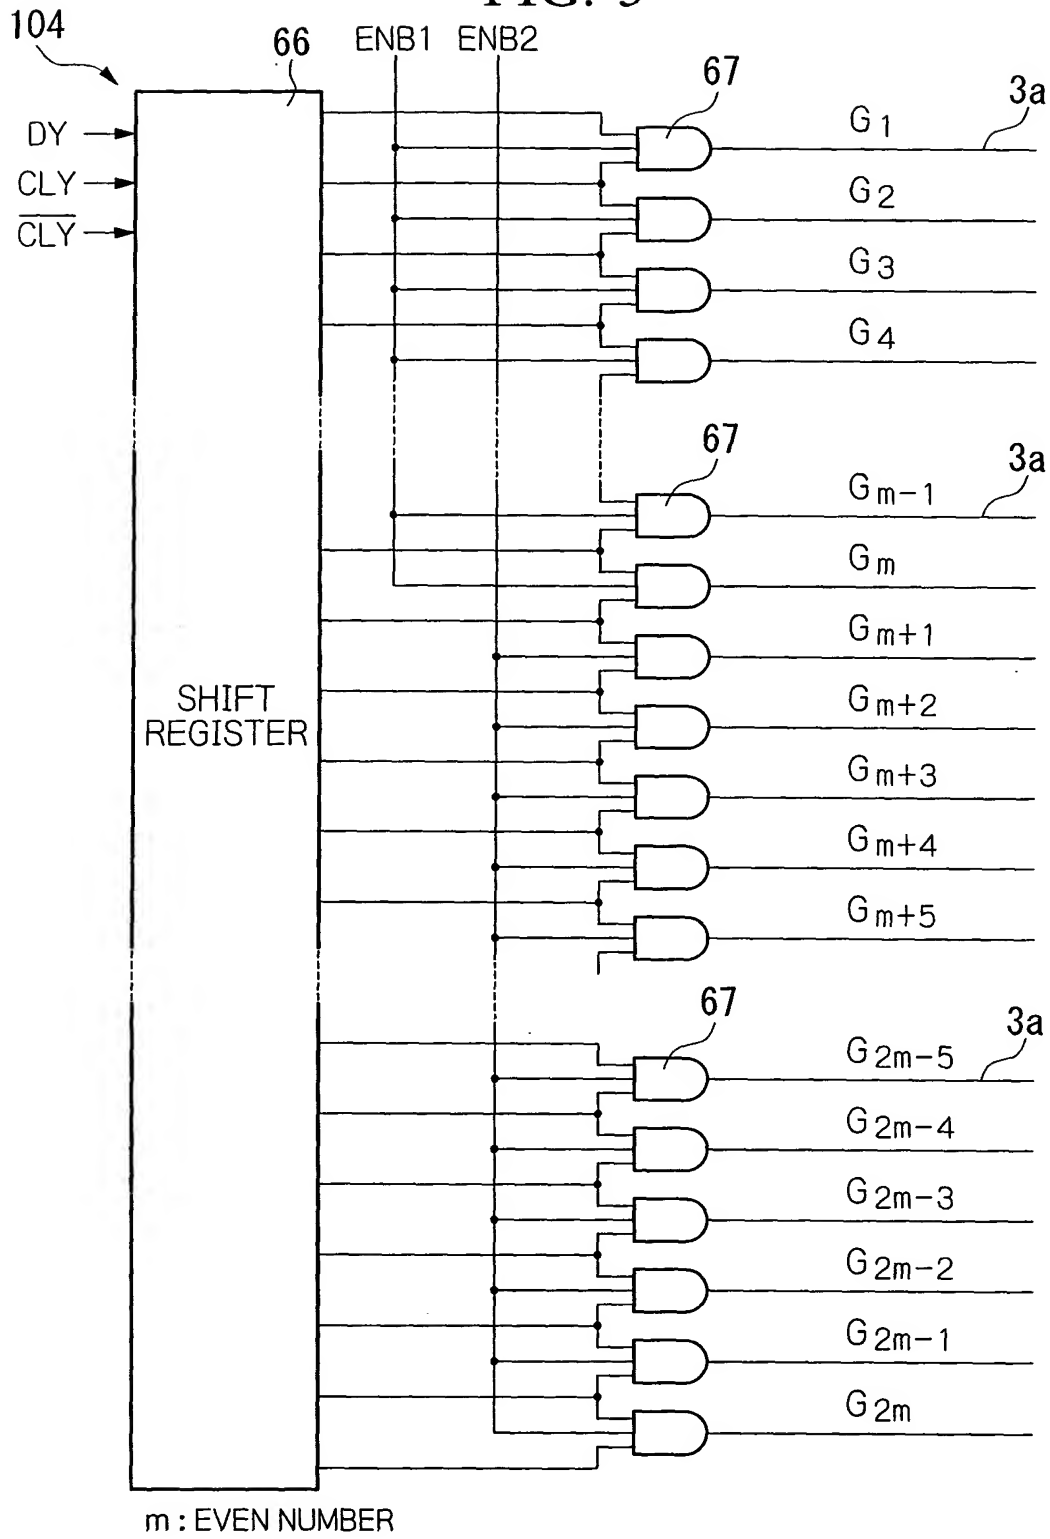 FIG. 5
104
66
ENB1 ENB2
67
3a
DY
CLY
C̅L̅Y̅
G1
G2
G3
G4
67
3a
Gm-1
Gm
Gm+1
SHIFT
REGISTER
Gm+2
Gm+3
Gm+4
Gm+5
67
3a
G2m-5
G2m-4
G2m-3
G2m-2
G2m-1
G2m
m : EVEN NUMBER